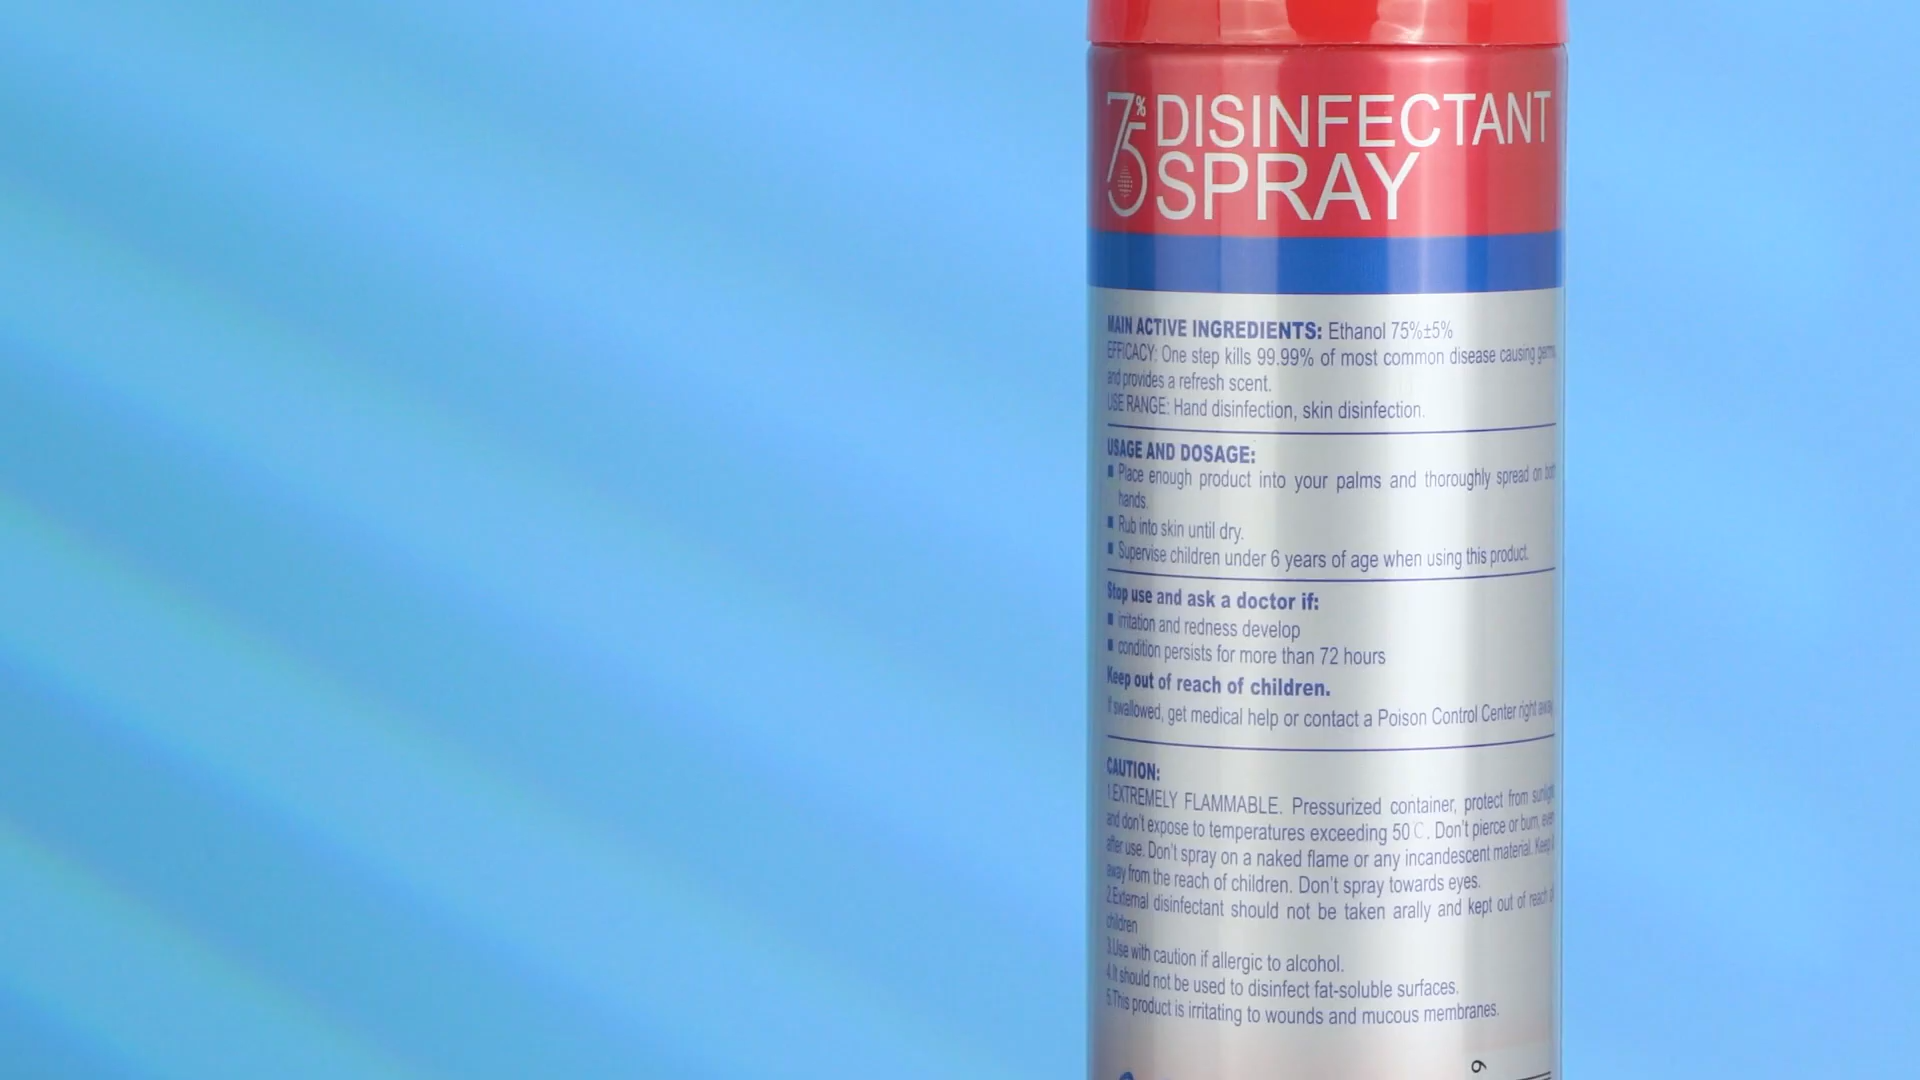 75% DISINFECTANT
SPRAY
MAIN ACTIVE INGREDIENTS: Ethanol 75%±5%
EFFICACY: One step kills 99.99% of most common disease causing germs
and provides a refresh scent.
USE RANGE: Hand disinfection, skin disinfection.
USAGE AND DOSAGE:
■ Place enough product into your palms and thoroughly spread on both
hands.
■ Rub into skin until dry.
■ Supervise children under 6 years of age when using this product.
Stop use and ask a doctor if:
■ irritation and redness develop
■ condition persists for more than 72 hours
Keep out of reach of children.
If swallowed, get medical help or contact a Poison Control Center right away
CAUTION:
1.EXTREMELY FLAMMABLE. Pressurized container, protect from sunlight
and don't expose to temperatures exceeding 50℃. Don't pierce or burn, even
after use. Don't spray on a naked flame or any incandescent material. Keep it
away from the reach of children. Don't spray towards eyes.
2.External disinfectant should not be taken arally and kept out of reach of
children
3.Use with caution if allergic to alcohol.
4.It should not be used to disinfect fat-soluble surfaces.
5.This product is irritating to wounds and mucous membranes.
6